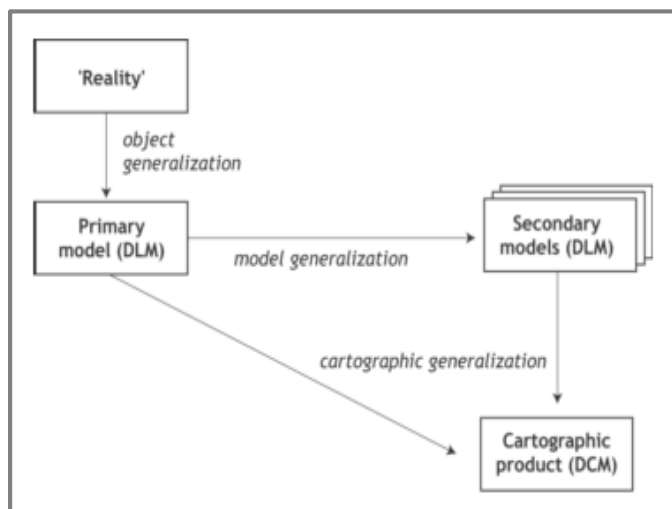 'Reality'
object
generalization
Primary
model (DLM)
model generalization
Secondary
models (DLM)
cartographic generalization
Cartographic
product (DCM)